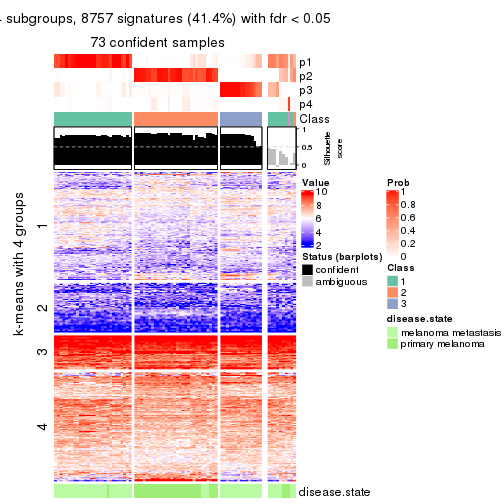 subgroups, 8757 signatures (41.4%) with fdr < 0.05
73 confident samples
p1
p2
p3
p4
Class
1
0.5
0
Silhouette
score
k-means with 4 groups
1
2
3
4
Value
10
8
6
4
2
Status (barplots)
confident
ambiguous
Prob
1
0.8
0.6
0.4
0.2
0
Class
1
2
3
disease.state
melanoma metastasis
primary melanoma
disease.state